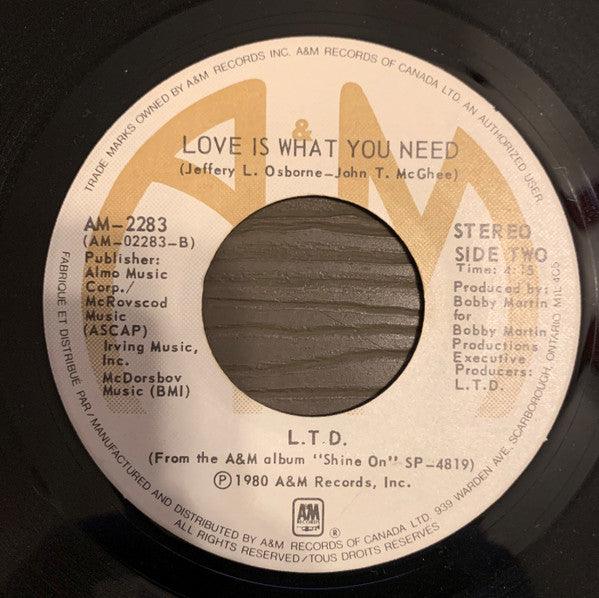 TRADE MARKS OWNED BY A&M RECORDS INC. A&M RECORDS OF CANADA LTD. AN AUTHORIZED USER
&
LOVE IS WHAT YOU NEED
(Jeffery L. Osborne—John T. McGhee)
AM-2283
(AM-02283-B)
Publisher:
Almo Music
Corp./
McRovscod
Music
(ASCAP)
Irving Music,
Inc.
McDorsbov
Music (BMI)
STEREO
SIDE TWO
Time: 4:15
Produced by:
Bobby Martin
for
Bobby Martin
Productions
Executive
Producers:
L.T.D.
L.T.D.
(From the A&M album "Shine On" SP-4819)
Ⓟ1980 A&M Records, Inc.
A&M
RECORDS
®
FABRIQUÉ ET DISTRIBUÉ PAR/MANUFACTURED AND DISTRIBUTED BY A&M RECORDS OF CANADA LTD. 939 WARDEN AVE. SCARBOROUGH, ONTARIO M1L 4C5
ALL RIGHTS RESERVED/TOUS DROITS RESERVES